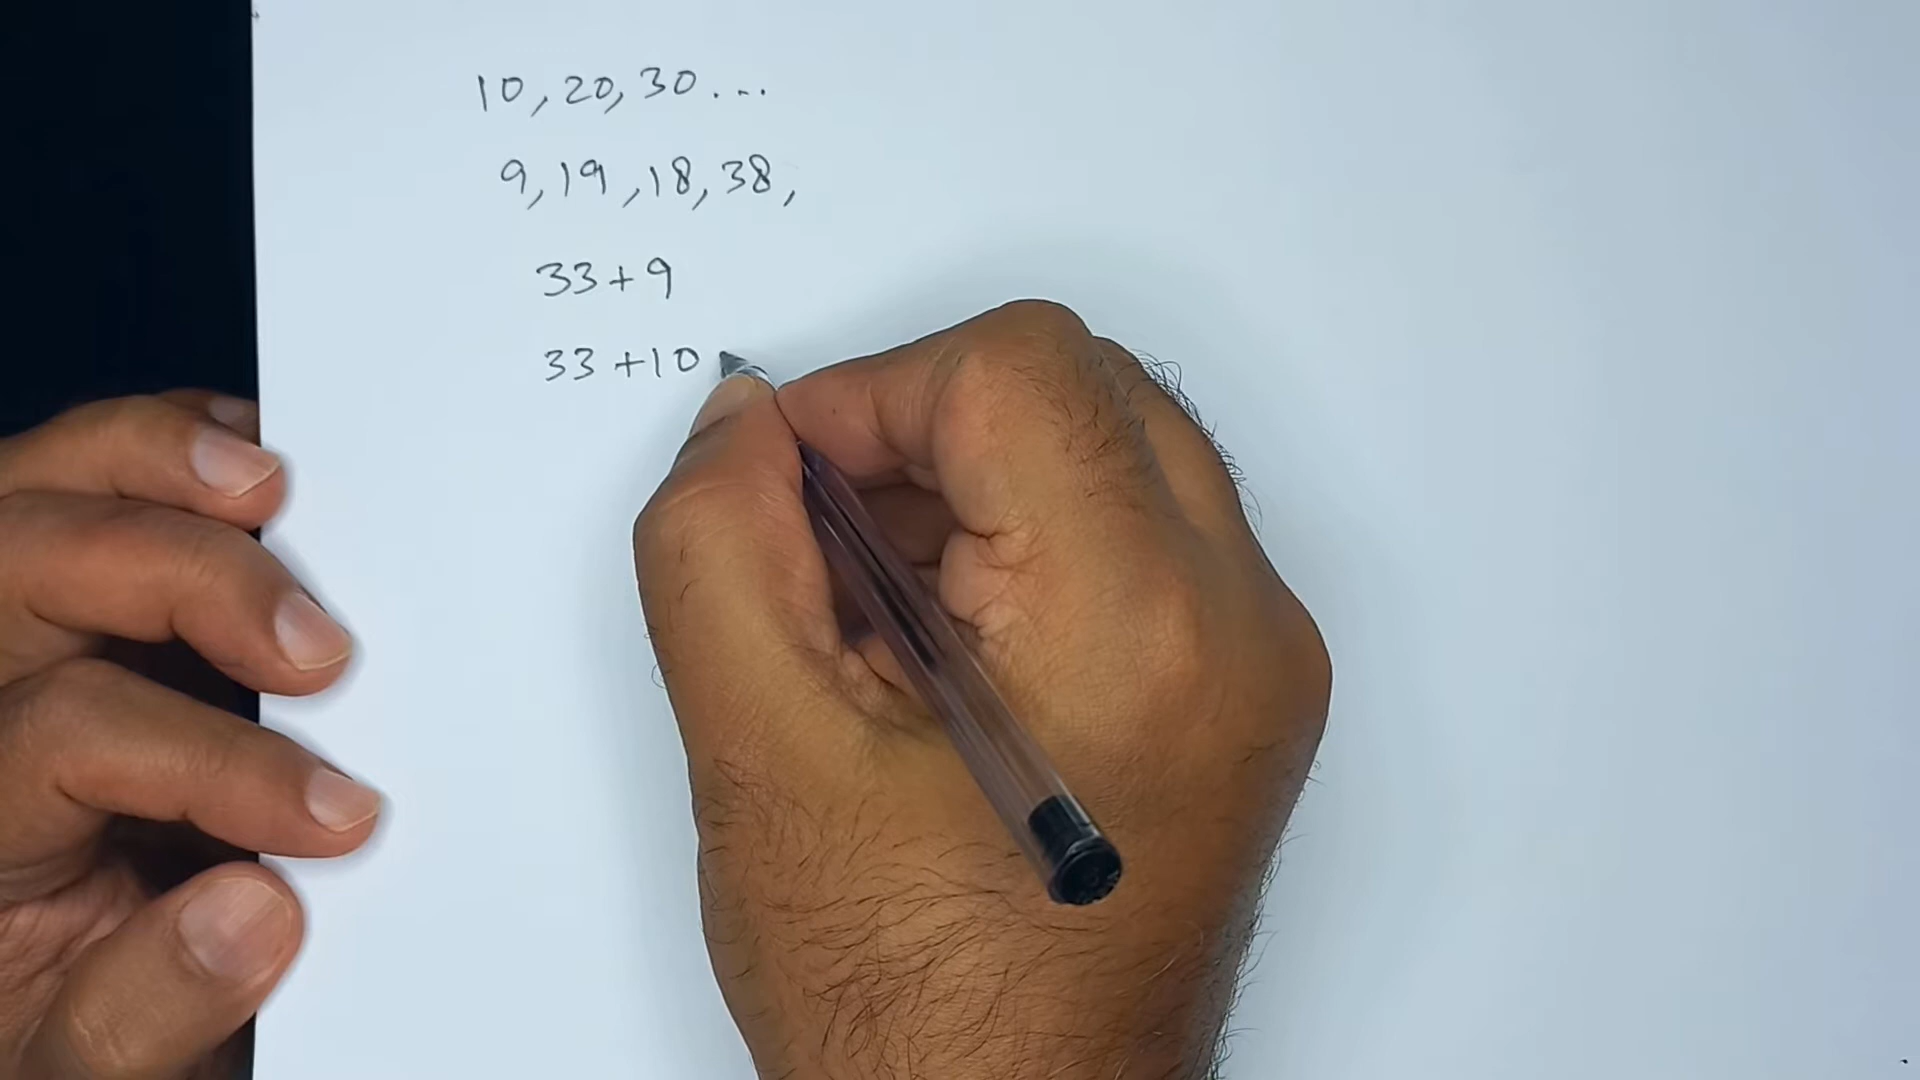 10, 20, 30...
9, 19, 18, 38,
33+9
33+10